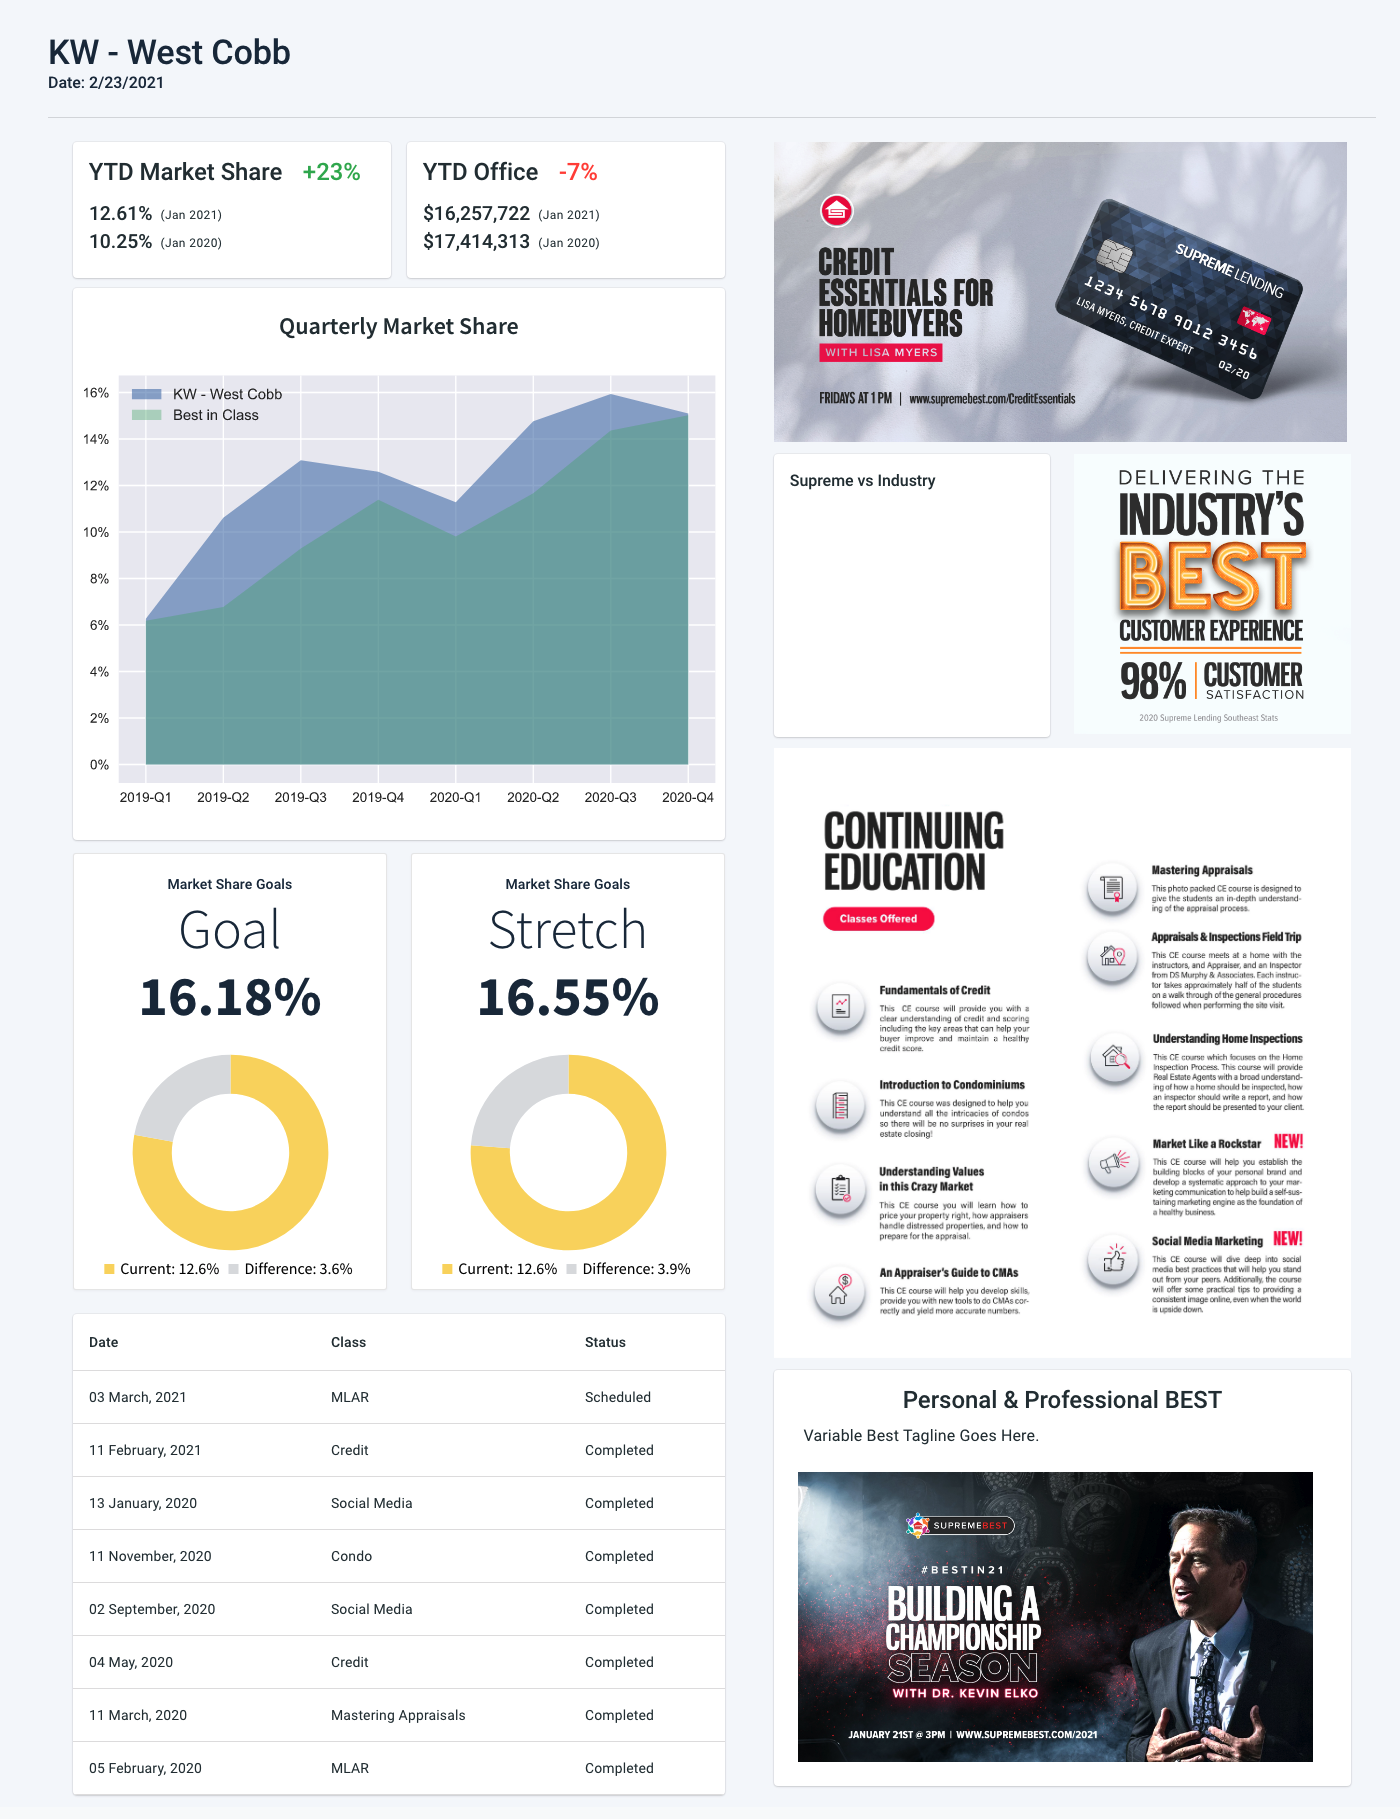 KW - West Cobb
Date: 2/23/2021
YTD Market Share +23%
12.61% (Jan 2021)
10.25% (Jan 2020)
YTD Office -7%
$16,257,722 (Jan 2021)
$17,414,313 (Jan 2020)
Quarterly Market Share
KW - West Cobb
Best in Class
16%
14%
12%
10%
8%
6%
4%
2%
0%
2019-Q1 2019-Q2 2019-Q3 2019-Q4 2020-Q1 2020-Q2 2020-Q3 2020-Q4
Market Share Goals
Goal
16.18%
Current: 12.6% Difference: 3.6%
Market Share Goals
Stretch
16.55%
Current: 12.6% Difference: 3.9%
Date Class Status
03 March, 2021 MLAR Scheduled
11 February, 2021 Credit Completed
13 January, 2020 Social Media Completed
11 November, 2020 Condo Completed
02 September, 2020 Social Media Completed
04 May, 2020 Credit Completed
11 March, 2020 Mastering Appraisals Completed
05 February, 2020 MLAR Completed
CREDIT
ESSENTIALS FOR
HOMEBUYERS
WITH LISA MYERS
FRIDAYS AT 1 PM | www.supremebest.com/CreditEssentials
SUPREME LENDING
1234 5678 9012 3456
LISA MYERS, CREDIT EXPERT
02/20
Supreme vs Industry
DELIVERING THE
INDUSTRY'S
BEST
CUSTOMER EXPERIENCE
98% | CUSTOMER
SATISFACTION
2020 Supreme Lending Southeast Stats
CONTINUING
EDUCATION
Classes Offered
Fundamentals of Credit
This CE course will provide you with a
clear understanding of credit and scoring
including the key areas that can help your
buyer improve and maintain a healthy
credit score.
Introduction to Condominiums
This CE course was designed to help you
understand all the intricacies of condos
so there will be no surprises in your real
estate closing!
Understanding Values
in this Crazy Market
This CE course you will learn how to
price your property right, how appraisers
handle distressed properties, and how to
prepare for the appraisal.
An Appraiser's Guide to CMAs
This CE course will help you develop skills,
provide you with new tools to do CMAs cor-
rectly and yield more accurate numbers.
Mastering Appraisals
This photo packed CE course is designed to
give the students an in-depth understand-
ing of the appraisal process.
Appraisals & Inspections Field Trip
This CE course meets at a home with the
instructors, and Appraiser, and an Inspector
from DS Murphy & Associates. Each instruc-
tor takes approximately half of the students
on a walk through of the general procedures
followed when performing the site visit.
Understanding Home Inspections
This CE course which focuses on the Home
Inspection Process. This course will provide
Real Estate Agents with a broad understand-
ing of how a home should be inspected, how
an inspector should write a report, and how
the report should be presented to your client.
Market Like a Rockstar NEW!
This CE course will help you establish the
building blocks of your personal brand and
develop a systematic approach to your mar-
keting communication to help build a self-sus-
taining marketing engine as the foundation of
a healthy business.
Social Media Marketing NEW!
This CE course will dive deep into social
media best practices that will help you stand
out from your peers. Additionally, the course
will offer some practical tips to providing a
consistent image online, even when the world
is upside down.
Personal & Professional BEST
Variable Best Tagline Goes Here.
SUPREMEBEST
#BESTIN21
BUILDING A
CHAMPIONSHIP
SEASON
WITH DR. KEVIN ELKO
JANUARY 21ST @ 3PM | WWW.SUPREMEBEST.COM/2021